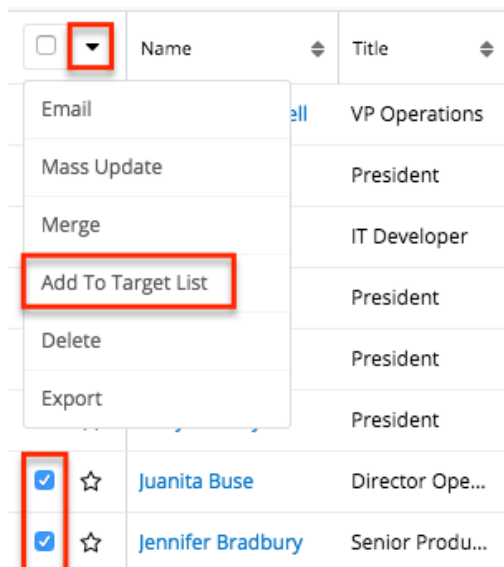 Name Title
Email
ell VP Operations
Mass Update
President
Merge
IT Developer
Add To Target List
President
Delete
President
Export
President
Juanita Buse Director Ope...
Jennifer Bradbury Senior Produ...